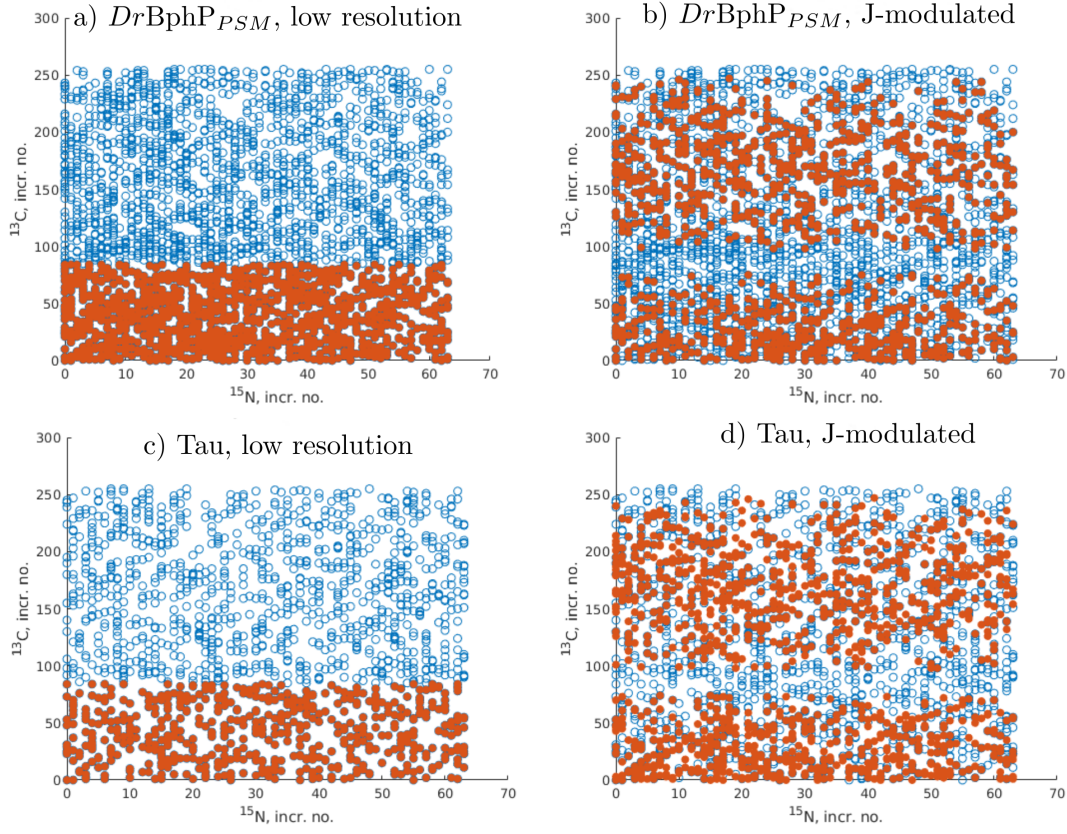 a) DrBphP_{PSM}, low resolution
300
250
200
150
100
50
0
¹³C, incr. no.
0 10 20 30 40 50 60 70
¹⁵N, incr. no.
b) DrBphP_{PSM}, J-modulated
300
250
200
150
100
50
0
¹³C, incr. no.
0 10 20 30 40 50 60 70
¹⁵N, incr. no.
c) Tau, low resolution
300
250
200
150
100
50
0
¹³C, incr. no.
0 10 20 30 40 50 60 70
¹⁵N, incr. no.
d) Tau, J-modulated
300
250
200
150
100
50
0
¹³C, incr. no.
0 10 20 30 40 50 60 70
¹⁵N, incr. no.